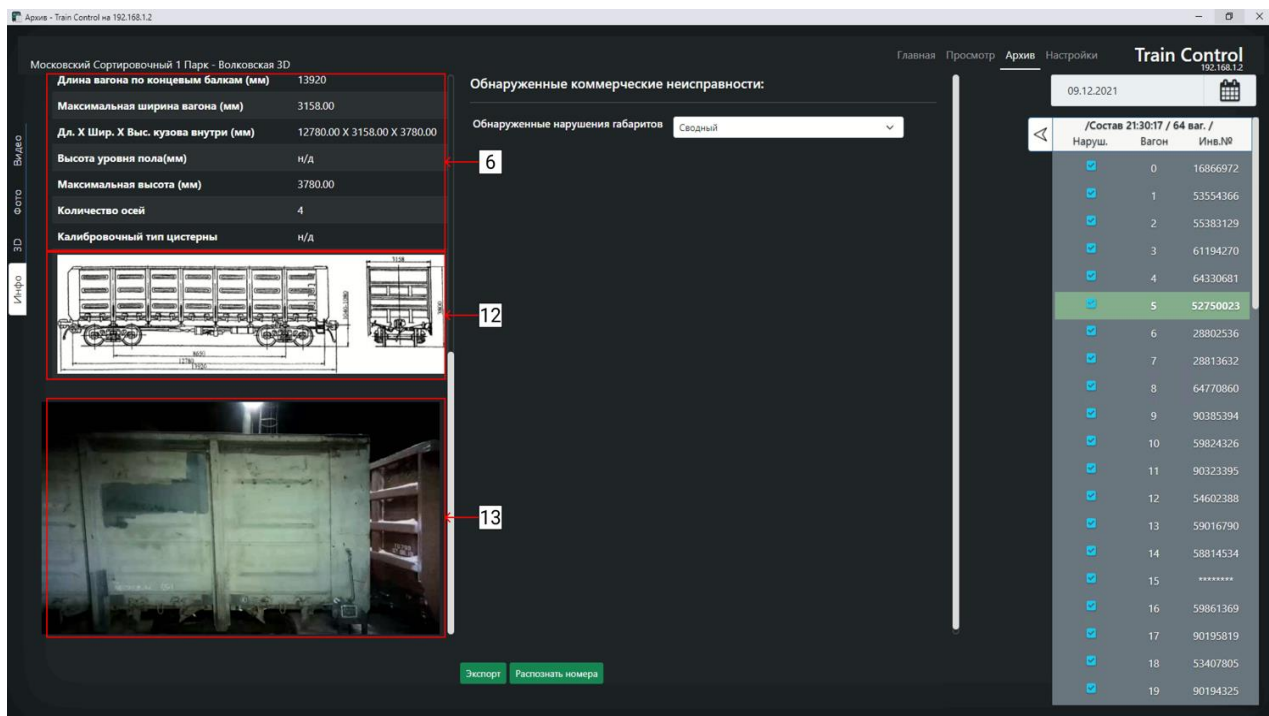 Архив - Train Control на 192.168.1.2
Московский Сортировочный 1 Парк - Волковская 3D
Главная Просмотр Архив Настройки
Train Control
192.168.1.2
Видео
Фото
3D
Инфо
Длина вагона по концевым балкам (мм) 13920
Максимальная ширина вагона (мм) 3158.00
Дл. Х Шир. Х Выс. кузова внутри (мм) 12780.00 X 3158.00 X 3780.00
Высота уровня пола(мм) н/д
Максимальная высота (мм) 3780.00
Количество осей 4
Калибровочный тип цистерны н/д
6
3158
8650
12780
13920
12
13
Обнаруженные коммерческие неисправности:
Обнаруженные нарушения габаритов Сводный
Экспорт Распознать номера
09.12.2021
/Состав 21:30:17 / 64 ваг. /
Наруш. Вагон Инв.№
0 16866972
1 53554366
2 55383129
3 61194270
4 64330681
5 52750023
6 28802536
7 28813632
8 64770860
9 90385394
10 59824326
11 90323395
12 54602388
13 59016790
14 58814534
15 ********
16 59861369
17 90195819
18 53407805
19 90194325